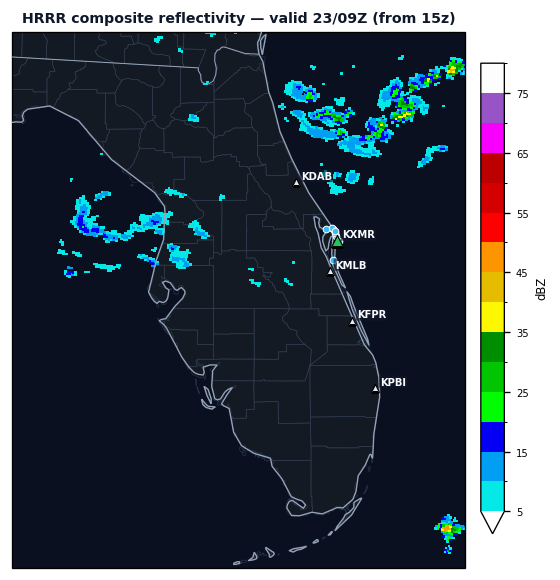 HRRR composite reflectivity — valid 23/09Z (from 15z)
KDAB
KXMR
KMLB
KFPR
KPBI
75
65
55
45
35
25
15
5
dBZ